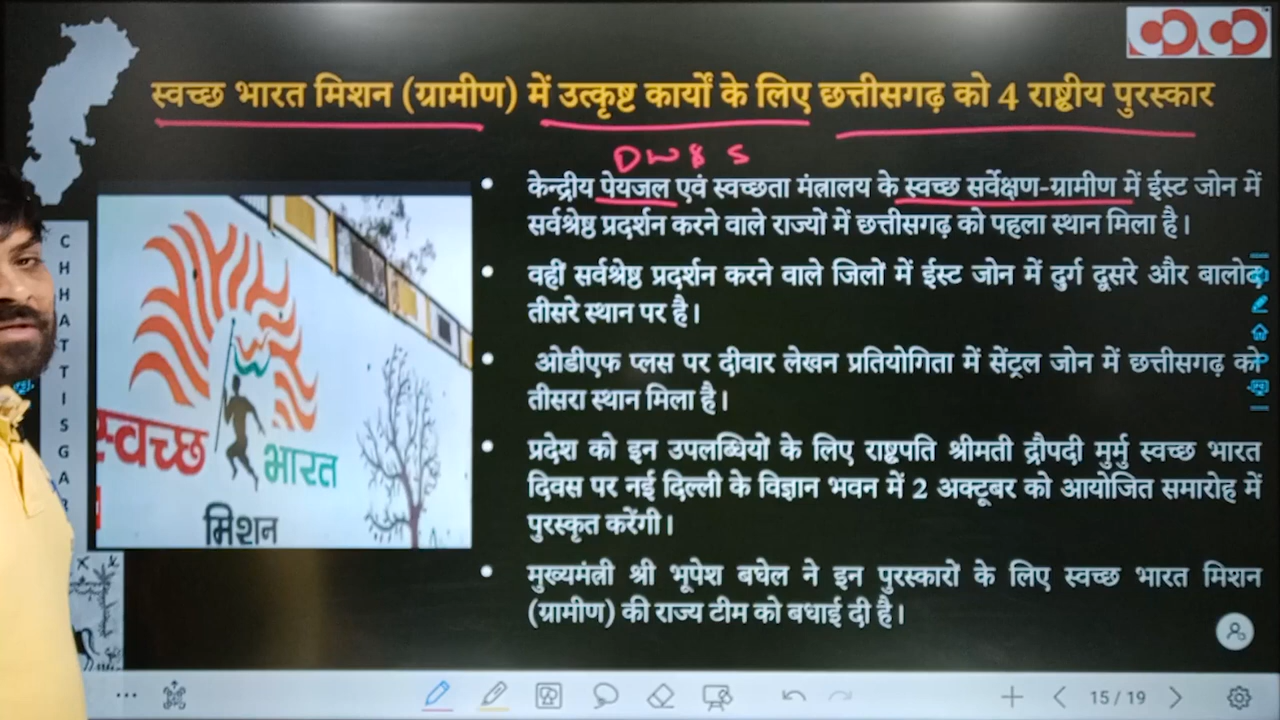 स्वच्छ भारत मिशन (ग्रामीण) में उत्कृष्ट कार्यों के लिए छत्तीसगढ़ को 4 राष्ट्रीय पुरस्कार
DW & S
• केन्द्रीय पेयजल एवं स्वच्छता मंत्रालय के स्वच्छ सर्वेक्षण-ग्रामीण में ईस्ट जोन में
सर्वश्रेष्ठ प्रदर्शन करने वाले राज्यों में छत्तीसगढ़ को पहला स्थान मिला है।
• वहीं सर्वश्रेष्ठ प्रदर्शन करने वाले जिलों में ईस्ट जोन में दुर्ग दूसरे और बालोद
तीसरे स्थान पर है।
• ओडीएफ प्लस पर दीवार लेखन प्रतियोगिता में सेंट्रल जोन में छत्तीसगढ़ को
तीसरा स्थान मिला है।
• प्रदेश को इन उपलब्धियों के लिए राष्ट्रपति श्रीमती द्रौपदी मुर्मु स्वच्छ भारत
दिवस पर नई दिल्ली के विज्ञान भवन में 2 अक्टूबर को आयोजित समारोह में
पुरस्कृत करेंगी।
• मुख्यमंत्री श्री भूपेश बघेल ने इन पुरस्कारों के लिए स्वच्छ भारत मिशन
(ग्रामीण) की राज्य टीम को बधाई दी है।
C
H
H
A
T
T
I
S
G
A
स्वच्छ
भारत
मिशन
15 / 19